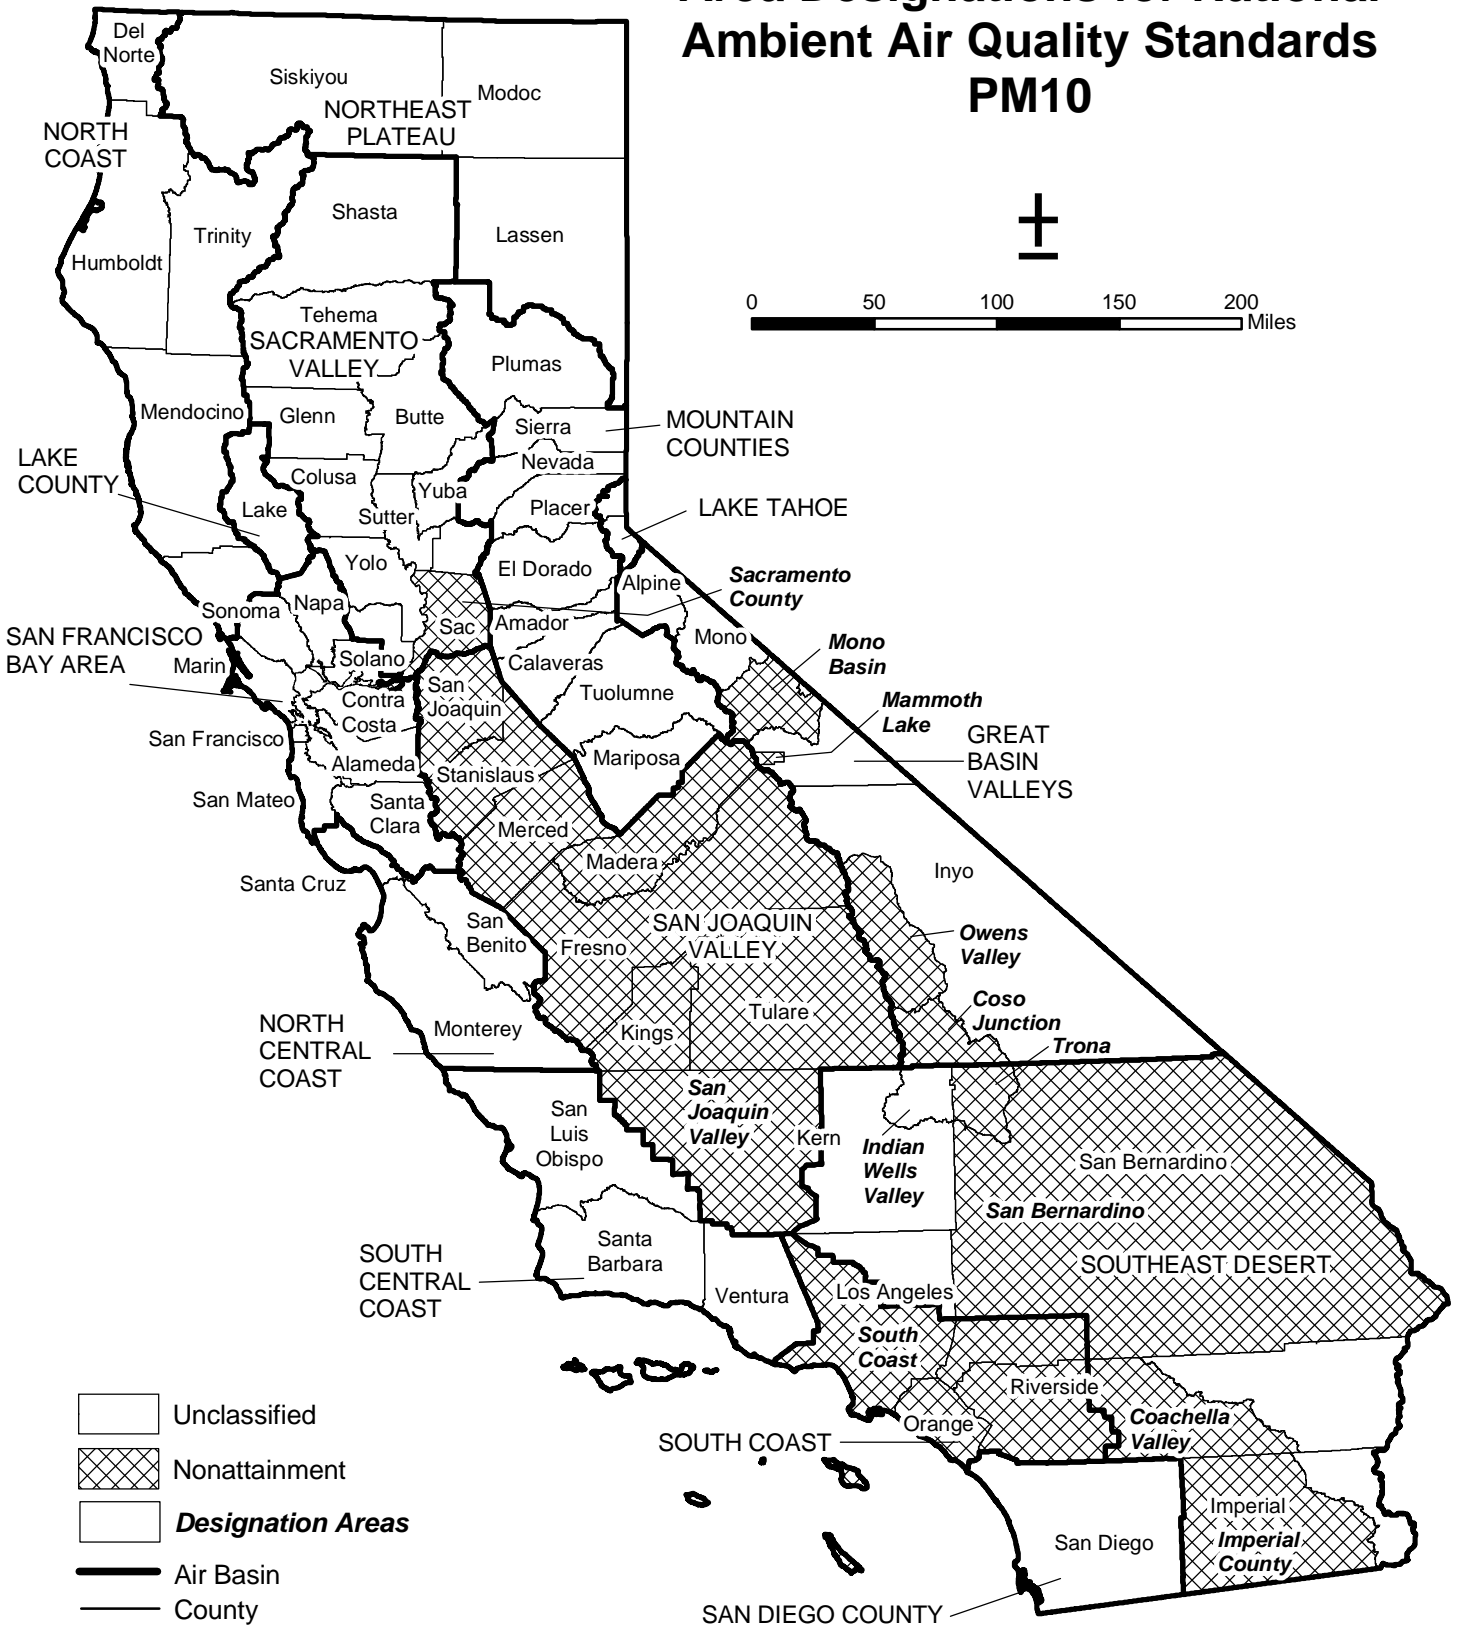 Area Designations for National
Ambient Air Quality Standards
PM10
0
50
100
150
200
Miles
Del
Norte
Siskiyou
Modoc
NORTHEAST
PLATEAU
NORTH
COAST
Shasta
Trinity
Lassen
Humboldt
Tehema
SACRAMENTO
VALLEY
Plumas
Mendocino
Glenn
Butte
Sierra
MOUNTAIN
COUNTIES
Nevada
LAKE
COUNTY
Colusa
Yuba
Lake
Sutter
Placer
LAKE TAHOE
Yolo
El Dorado
Alpine
Sacramento
County
Sonoma
Napa
Sac
Amador
Mono
Mono
Basin
SAN FRANCISCO
BAY AREA
Marin
Solano
Calaveras
San
Joaquin
Tuolumne
Mammoth
Lake
Contra
Costa
San Francisco
GREAT
BASIN
VALLEYS
Alameda
Stanislaus
Mariposa
San Mateo
Santa
Clara
Merced
Madera
Santa Cruz
Inyo
San
Benito
Fresno
SAN JOAQUIN
VALLEY
Owens
Valley
Coso
Junction
Trona
Tulare
Kings
Monterey
NORTH
CENTRAL
COAST
San
Joaquin
Valley
San
Luis
Obispo
Kern
Indian
Wells
Valley
San Bernardino
San Bernardino
SOUTHEAST DESERT
Santa
Barbara
SOUTH
CENTRAL
COAST
Ventura
Los Angeles
South
Coast
Riverside
Coachella
Valley
Orange
SOUTH COAST
Imperial
Imperial
County
San Diego
SAN DIEGO COUNTY
Unclassified
Nonattainment
Designation Areas
Air Basin
County